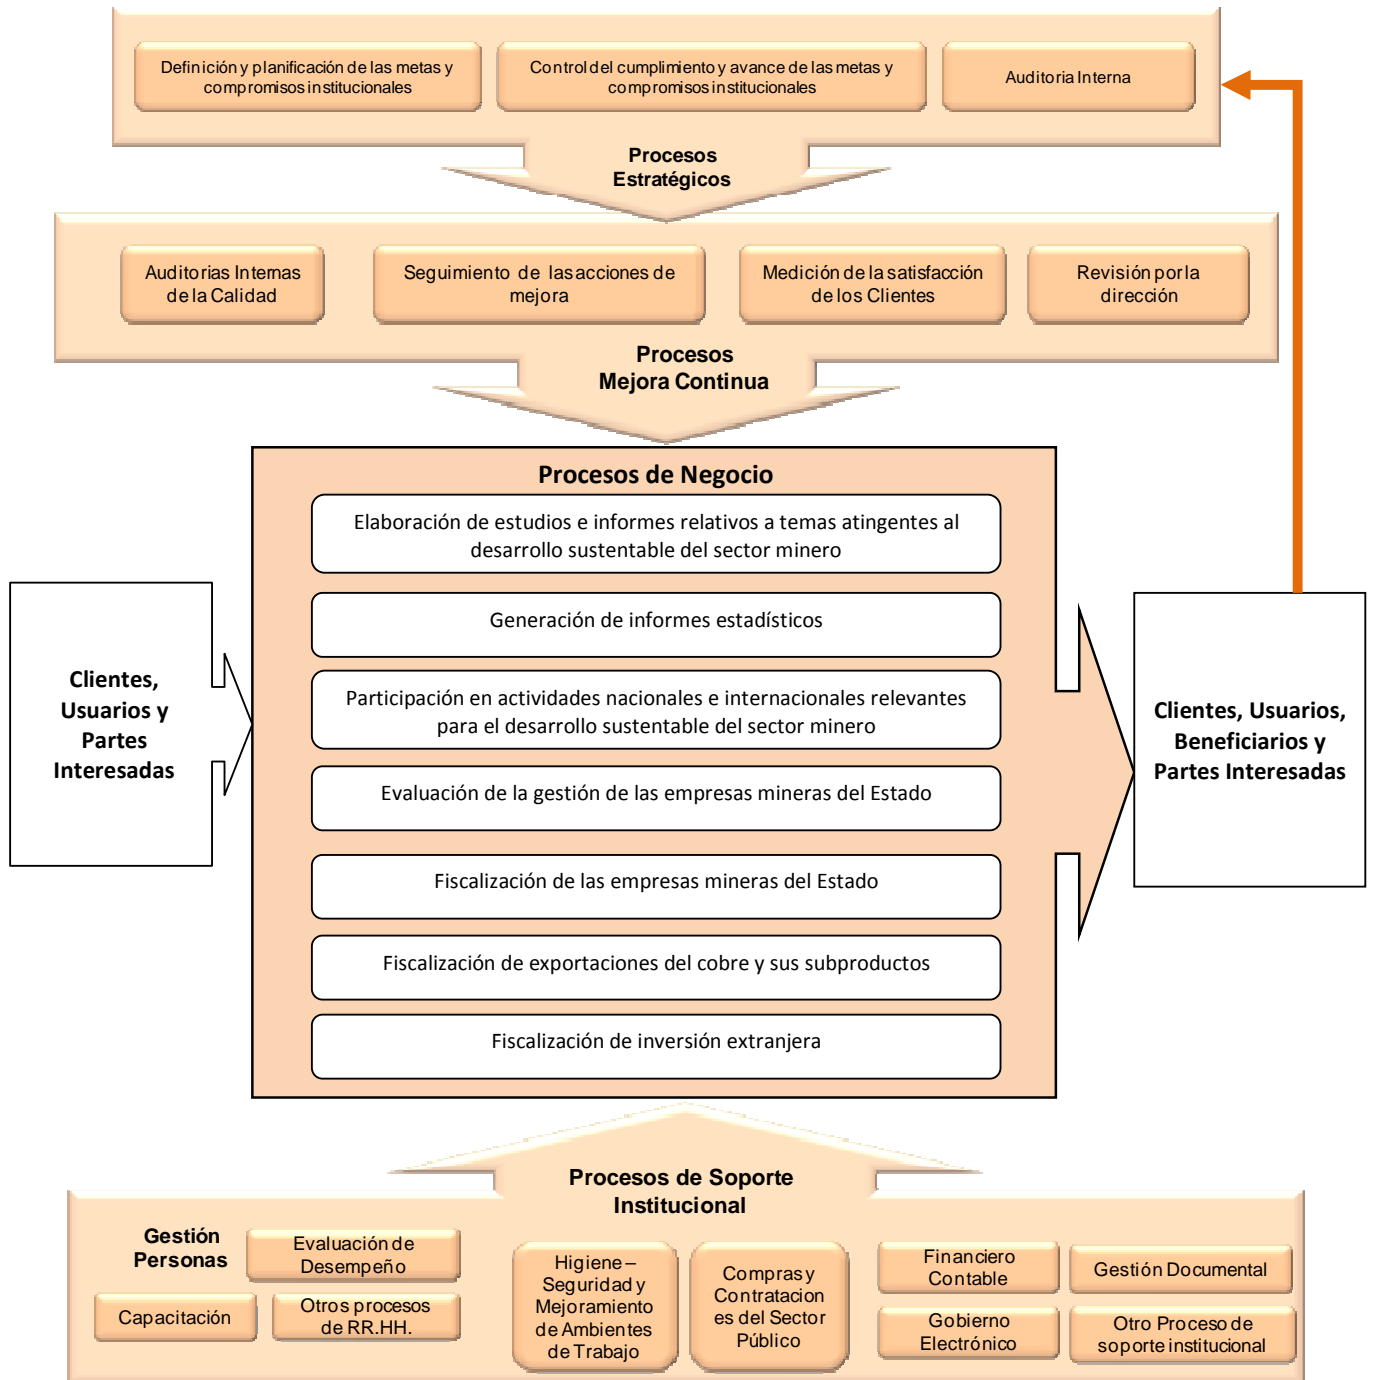 Definición y planificación de las metas y
compromisos institucionales
Control del cumplimiento y avance de las metas y
compromisos institucionales
Auditoria Interna
Procesos
Estratégicos
Auditorias Internas
de la Calidad
Seguimiento de las acciones de
mejora
Medición de la satisfacción
de los Clientes
Revisión por la
dirección
Procesos
Mejora Continua
Procesos de Negocio
Elaboración de estudios e informes relativos a temas atingentes al
desarrollo sustentable del sector minero
Generación de informes estadísticos
Participación en actividades nacionales e internacionales relevantes
para el desarrollo sustentable del sector minero
Evaluación de la gestión de las empresas mineras del Estado
Fiscalización de las empresas mineras del Estado
Fiscalización de exportaciones del cobre y sus subproductos
Fiscalización de inversión extranjera
Clientes,
Usuarios y
Partes
Interesadas
Clientes, Usuarios,
Beneficiarios y
Partes Interesadas
Procesos de Soporte
Institucional
Gestión
Personas
Evaluación de
Desempeño
Capacitación
Otros procesos
de RR.HH.
Higiene –
Seguridad y
Mejoramiento
de Ambientes
de Trabajo
Compras y
Contratacion
es del Sector
Público
Financiero
Contable
Gestión Documental
Gobierno
Electrónico
Otro Proceso de
soporte institucional